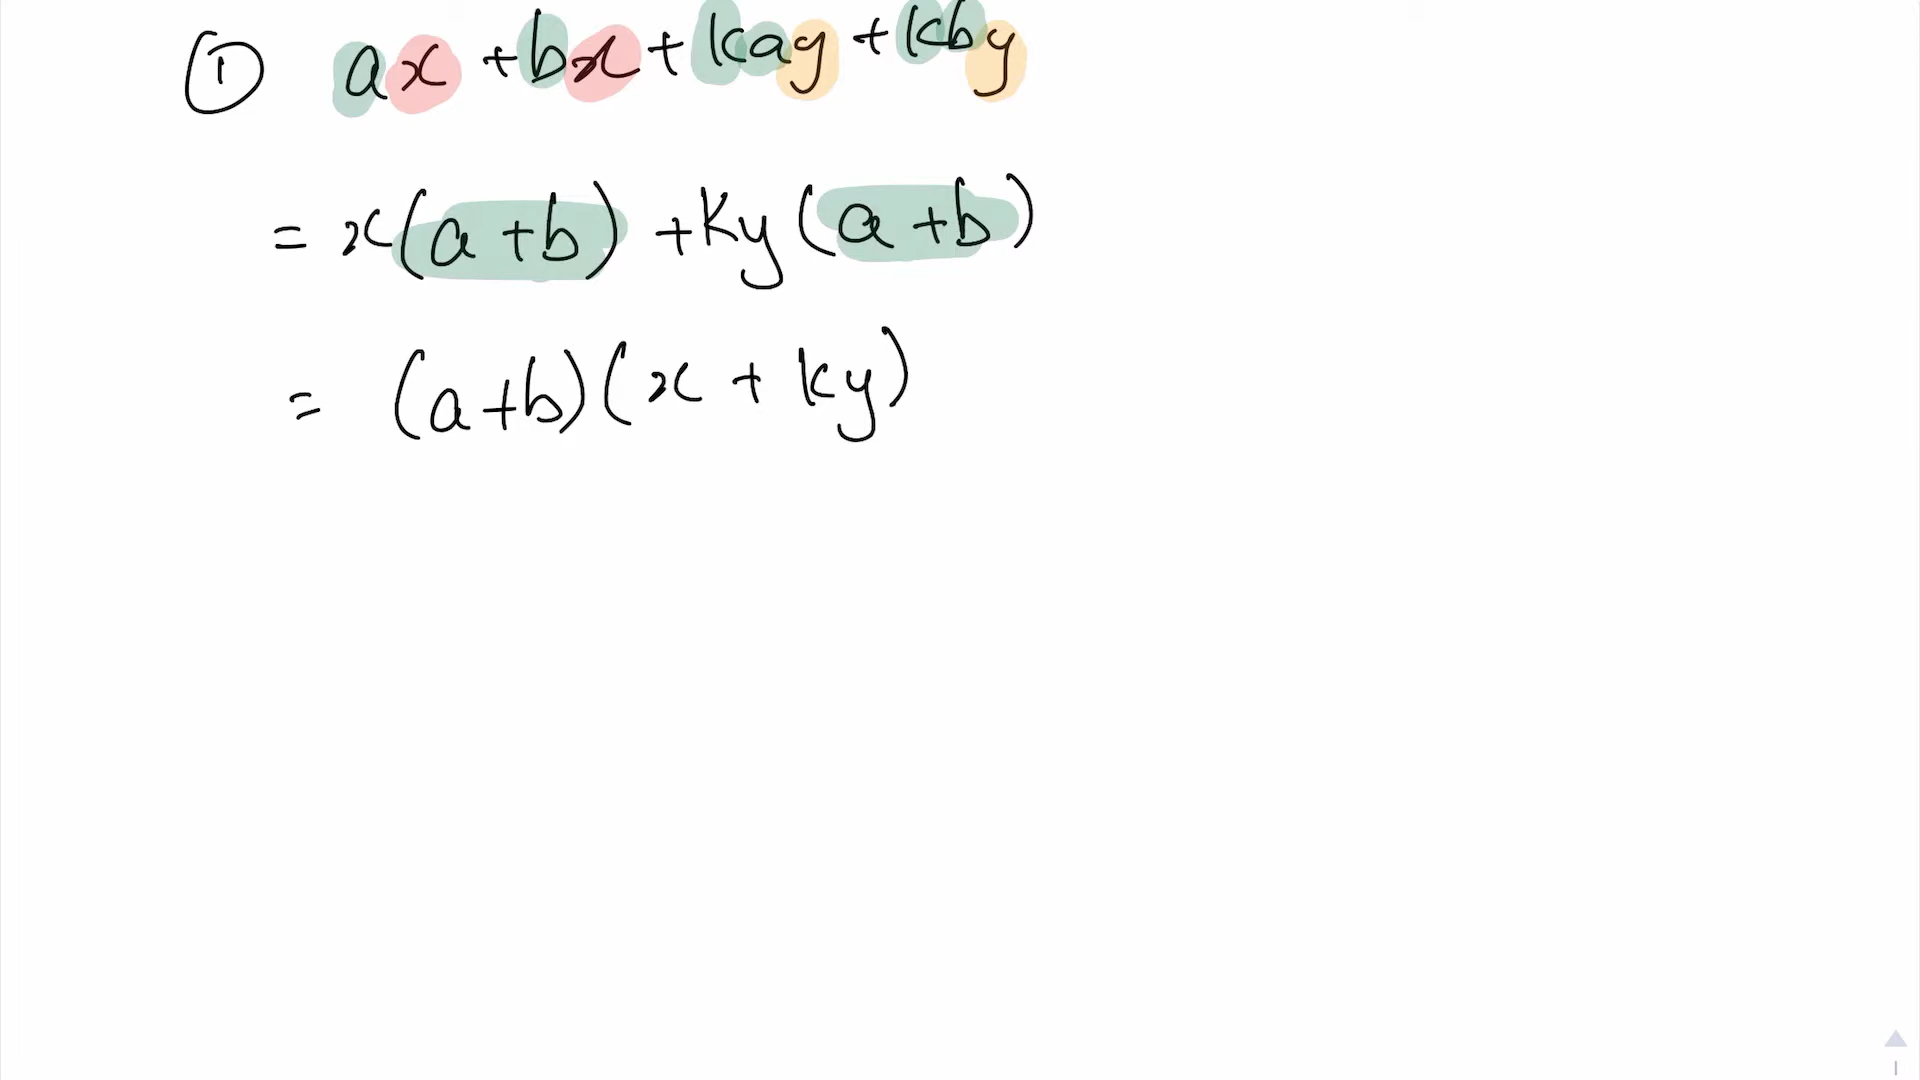 ① ax + bx + kay + kby
= x(a+b) + ky(a+b)
= (a+b)(x + ky)